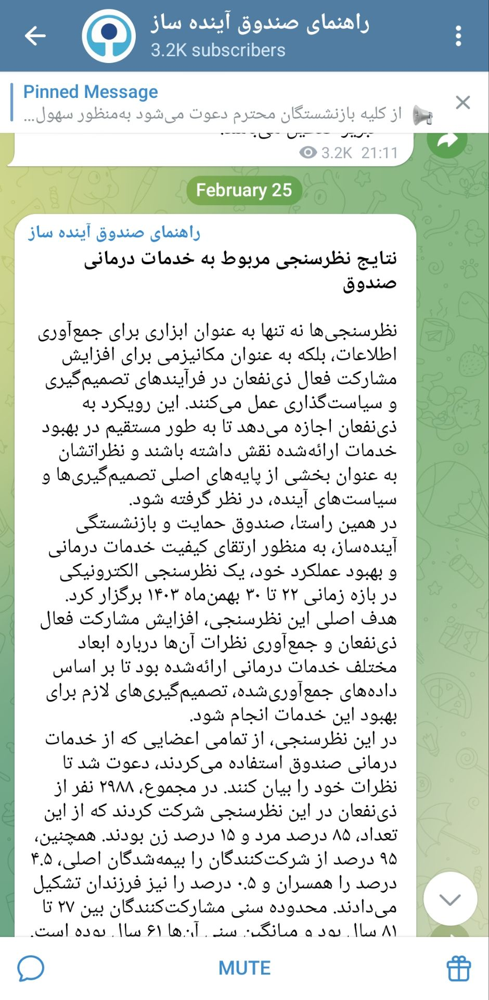 راهنمای صندوق آینده ساز
3.2K subscribers
Pinned Message
از کلیه بازنشستگان محترم دعوت می‌شود به‌منظور سهول...
3.2K 21:11
February 25
راهنمای صندوق آینده ساز
نتایج نظرسنجی مربوط به خدمات درمانی
صندوق
نظرسنجی‌ها نه تنها به عنوان ابزاری برای جمع‌آوری
اطلاعات، بلکه به عنوان مکانیزمی برای افزایش
مشارکت فعال ذی‌نفعان در فرآیندهای تصمیم‌گیری
و سیاست‌گذاری عمل می‌کنند. این رویکرد به
ذی‌نفعان اجازه می‌دهد تا به طور مستقیم در بهبود
خدمات ارائه‌شده نقش داشته باشند و نظراتشان
به عنوان بخشی از پایه‌های اصلی تصمیم‌گیری‌ها و
سیاست‌های آینده، در نظر گرفته شود.
در همین راستا، صندوق حمایت و بازنشستگی
آینده‌ساز، به منظور ارتقای کیفیت خدمات درمانی
و بهبود عملکرد خود، یک نظرسنجی الکترونیکی
در بازه زمانی ۲۲ تا ۳۰ بهمن‌ماه ۱۴۰۳ برگزار کرد.
هدف اصلی این نظرسنجی، افزایش مشارکت فعال
ذی‌نفعان و جمع‌آوری نظرات آن‌ها درباره ابعاد
مختلف خدمات درمانی ارائه‌شده بود تا بر اساس
داده‌های جمع‌آوری‌شده، تصمیم‌گیری‌های لازم برای
بهبود این خدمات انجام شود.
در این نظرسنجی، از تمامی اعضایی که از خدمات
درمانی صندوق استفاده می‌کردند، دعوت شد تا
نظرات خود را بیان کنند. در مجموع، ۲۹۸۸ نفر از
ذی‌نفعان در این نظرسنجی شرکت کردند که از این
تعداد، ۸۵ درصد مرد و ۱۵ درصد زن بودند. همچنین،
۹۵ درصد از شرکت‌کنندگان را بیمه‌شدگان اصلی، ۴.۵
درصد را همسران و ۰.۵ درصد را نیز فرزندان تشکیل
می‌دادند. محدوده سنی مشارکت‌کنندگان بین ۲۷ تا
۸۱ سال بود و میانگین سنی آن‌ها ۶۱ سال بوده است.
MUTE